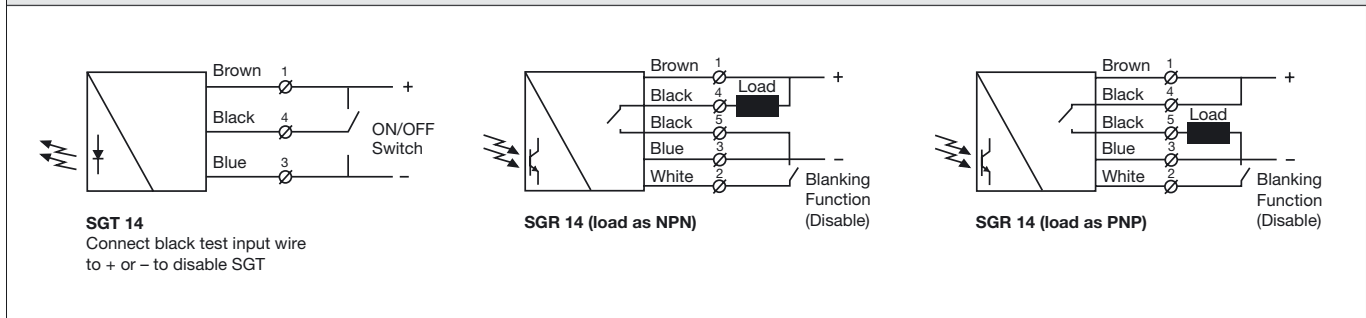 Brown 1
+
Black 4
ON/OFF
Switch
Blue 3
–
SGT 14
Connect black test input wire
to + or – to disable SGT
Brown 1
+
Black 4 Load
Black 5
Blue 3
–
White 2
Blanking
Function
(Disable)
SGR 14 (load as NPN)
Brown 1
+
Black 4
Black 5 Load
Blue 3
–
White 2
Blanking
Function
(Disable)
SGR 14 (load as PNP)